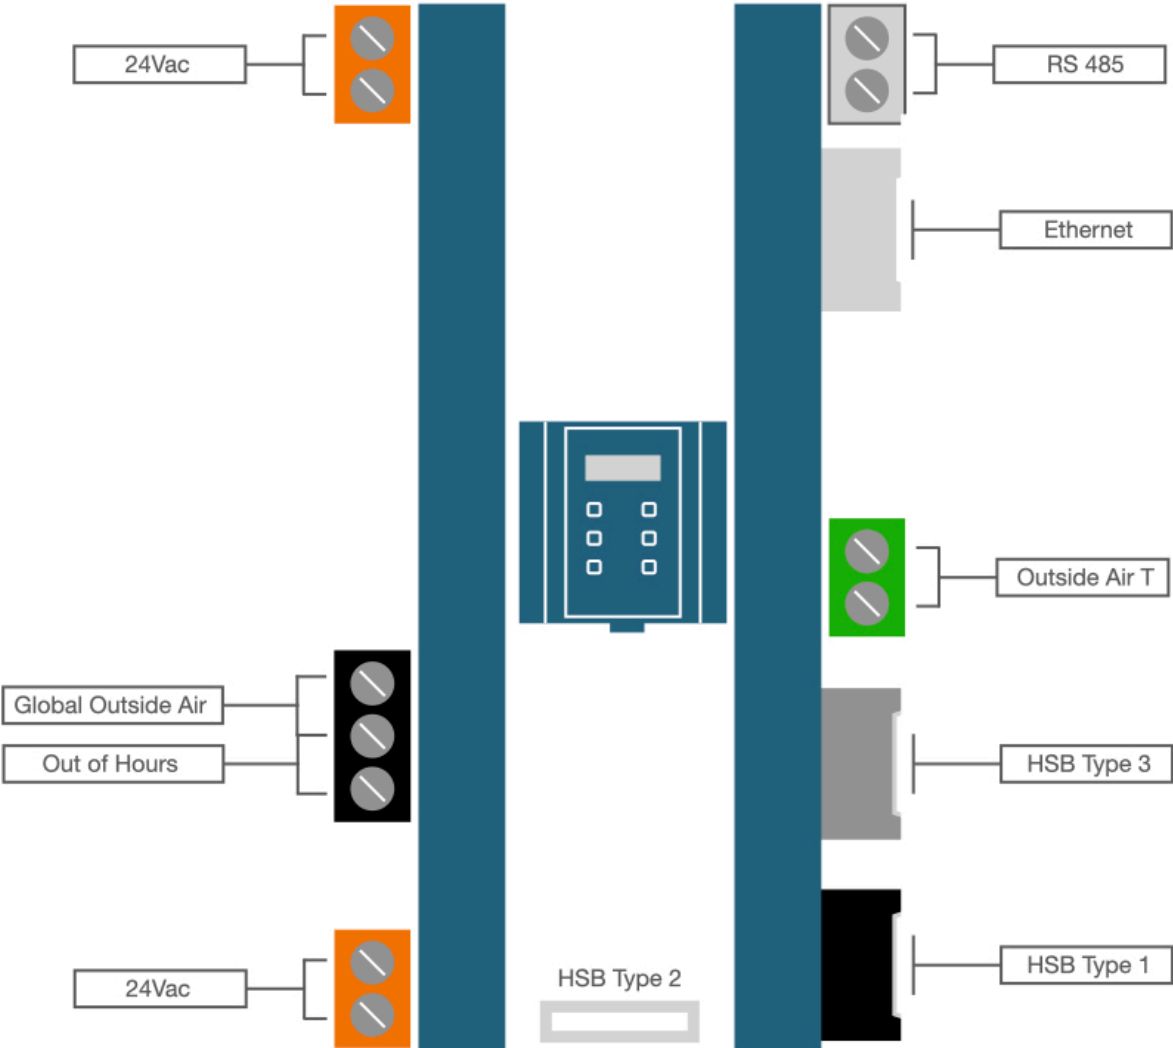 24Vac
RS 485
Ethernet
Outside Air T
Global Outside Air
Out of Hours
HSB Type 3
24Vac
HSB Type 2
HSB Type 1